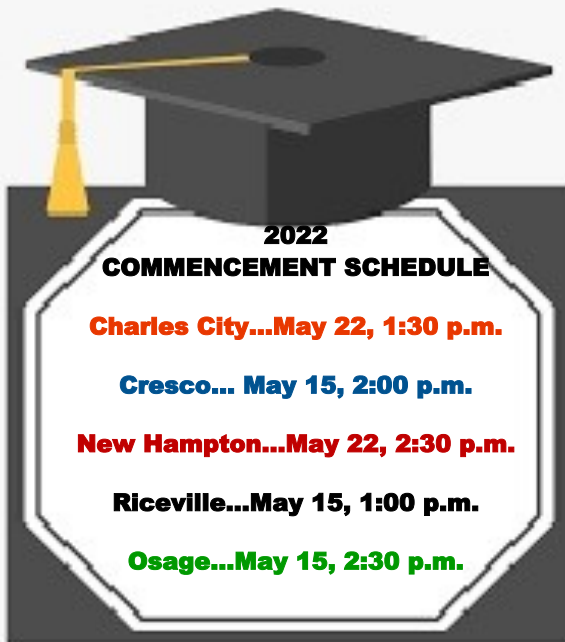 2022
COMMENCEMENT SCHEDULE
Charles City...May 22, 1:30 p.m.
Cresco... May 15, 2:00 p.m.
New Hampton...May 22, 2:30 p.m.
Riceville...May 15, 1:00 p.m.
Osage...May 15, 2:30 p.m.